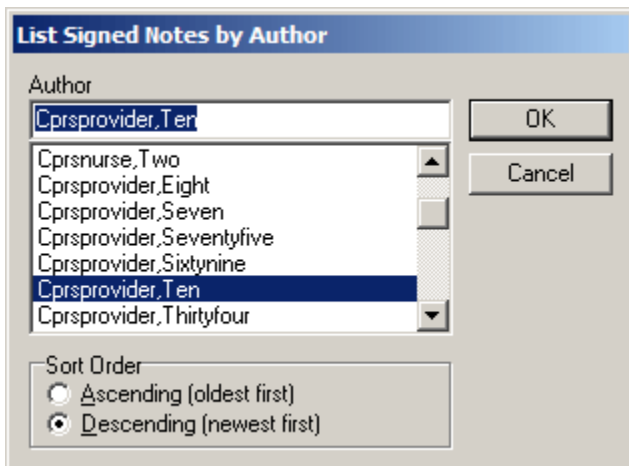 List Signed Notes by Author
Author
Cprsprovider,Ten
OK
Cprsnurse,Two
Cprsprovider,Eight
Cancel
Cprsprovider,Seven
Cprsprovider,Seventyfive
Cprsprovider,Sixtynine
Cprsprovider,Ten
Cprsprovider,Thirtyfour
Sort Order
Ascending (oldest first)
Descending (newest first)